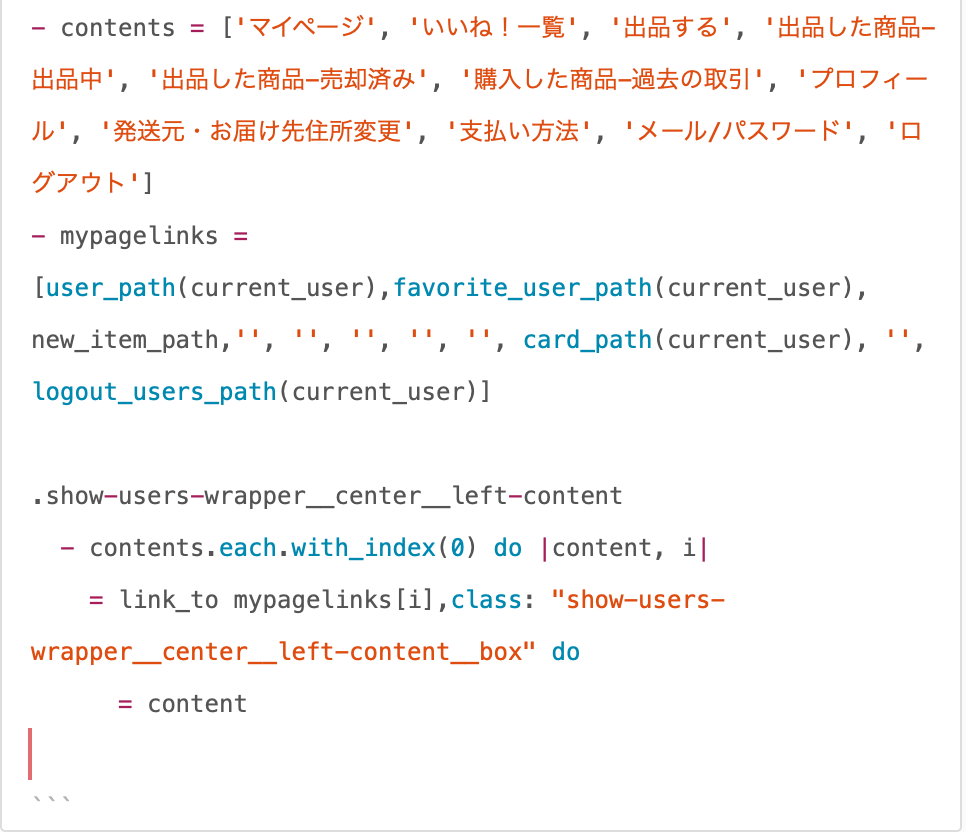 - contents = ['マイページ', 'いいね！一覧', '出品する', '出品した商品-
出品中', '出品した商品-売却済み', '購入した商品-過去の取引', 'プロフィー
ル', '発送元・お届け先住所変更', '支払い方法', 'メール/パスワード', 'ロ
グアウト']
- mypagelinks =
[user_path(current_user),favorite_user_path(current_user),
new_item_path,'', '', '', '', '', card_path(current_user), '',
logout_users_path(current_user)]
.show-users-wrapper__center__left-content
  - contents.each.with_index(0) do |content, i|
    = link_to mypagelinks[i],class: "show-users-
wrapper__center__left-content__box" do
      = content
```